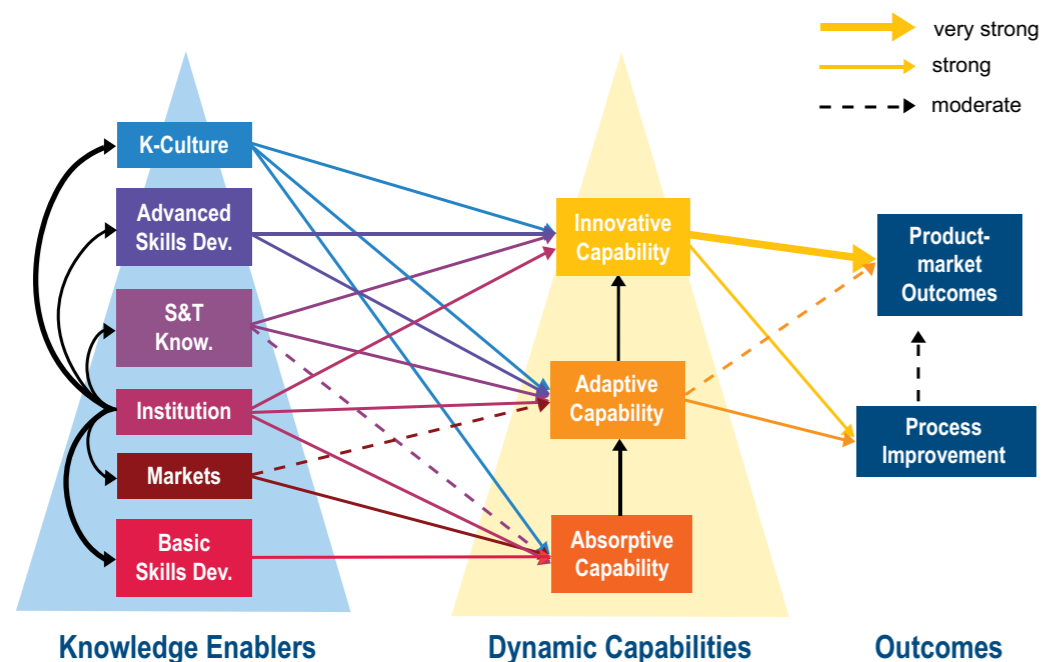 very strong
strong
moderate
K-Culture
Advanced
Skills Dev.
S&T
Know.
Institution
Markets
Basic
Skills Dev.
Innovative
Capability
Adaptive
Capability
Absorptive
Capability
Product-
market
Outcomes
Process
Improvement
Knowledge Enablers
Dynamic Capabilities
Outcomes